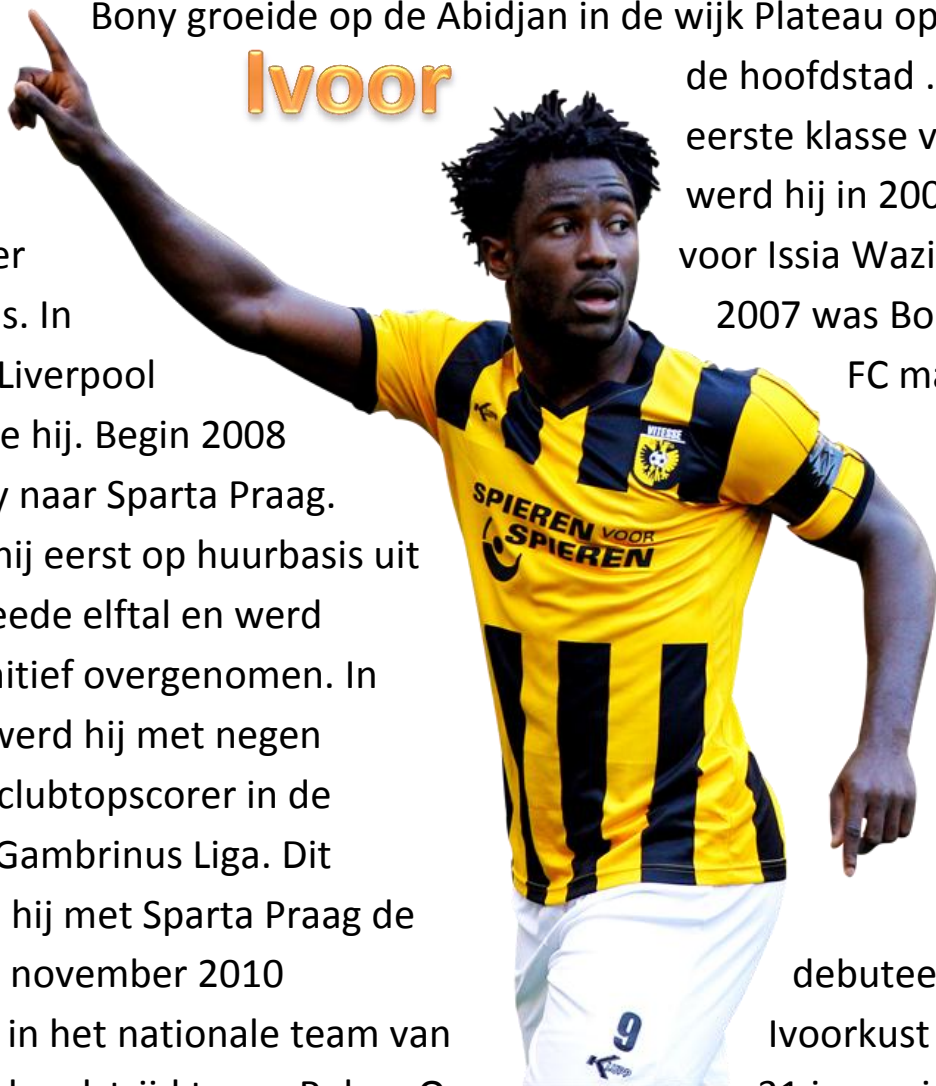 Bony groeide op de Abidjan in de wijk Plateau op
Ivoor
de hoofdstad .
eerste klasse v
werd hij in 200
er voor Issia Wazi
s. In 2007 was Bo
Liverpool FC ma
e hij. Begin 2008
y naar Sparta Praag.
hij eerst op huurbasis uit
eede elftal en werd
nitief overgenomen. In
werd hij met negen
clubtopscorer in de
Gambrinus Liga. Dit
hij met Sparta Praag de
november 2010 debutee
in het nationale team van Ivoorkust
VITESSE
SPIEREN VOOR
SPIEREN
9